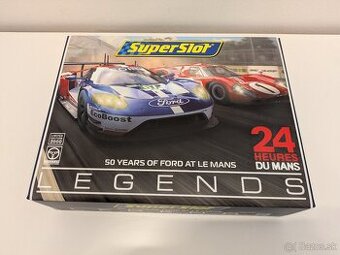 SuperSlot
Ford
EcoBoost
50 YEARS OF FORD AT LE MANS
24
HEURES
DU MANS
LEGENDS
Bazos.sk